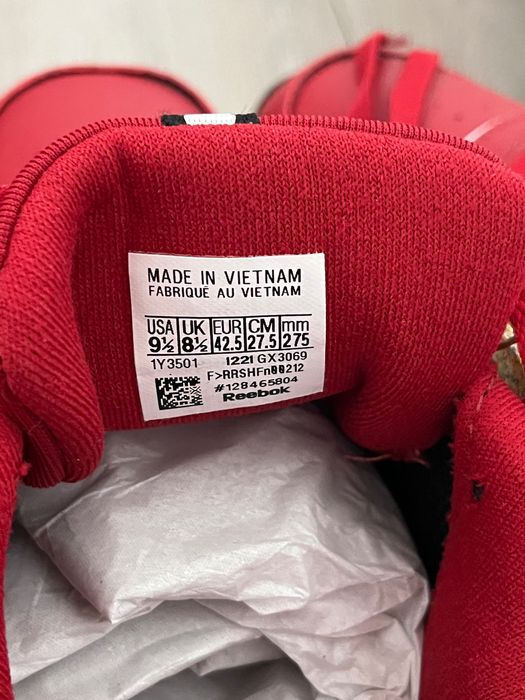 MADE IN VIETNAM
FABRIQUÉ AU VIETNAM
USA UK EUR CM mm
9½ 8½ 42.5 27.5 275
1Y3501 1221 GX3069
F>RRSHFn00212
#128465804
Reebok